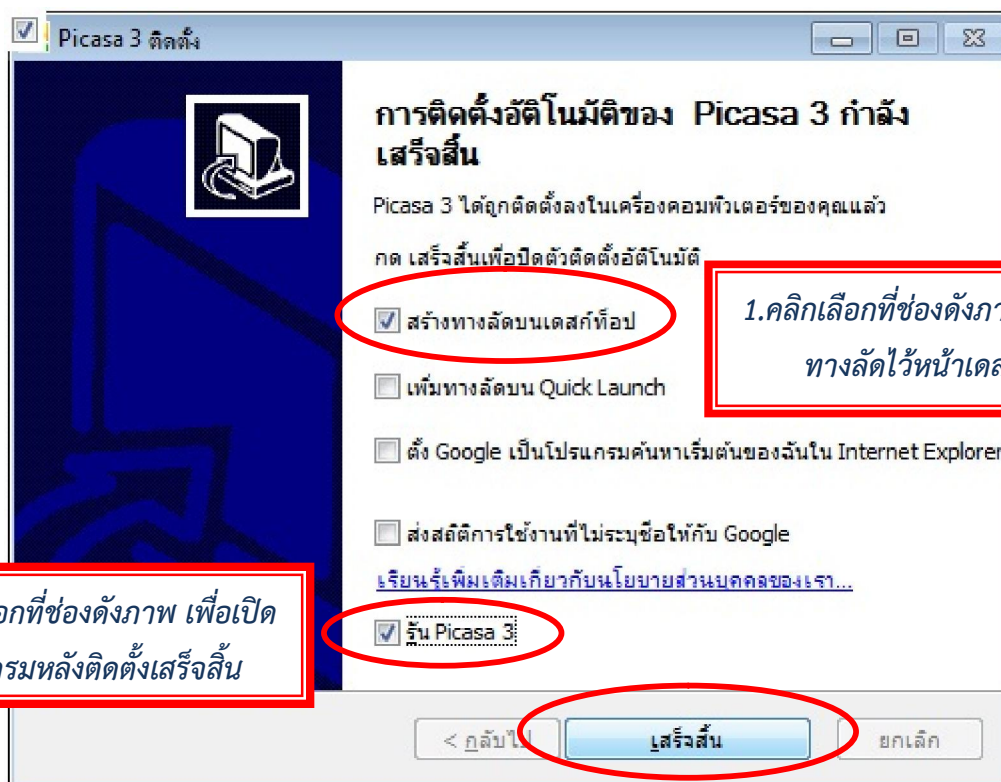 Picasa 3 ติดตั้ง
การติดตั้งอัติโนมัติของ Picasa 3 กำลัง
เสร็จสิ้น
Picasa 3 ได้ถูกติดตั้งลงในเครื่องคอมพิวเตอร์ของคุณแล้ว
กด เสร็จสิ้นเพื่อปิดตัวติดตั้งอัติโนมัติ
สร้างทางลัดบนเดสก์ท็อป
1.คลิกเลือกที่ช่องดังภา
ทางลัดไว้หน้าเดส
เพิ่มทางลัดบน Quick Launch
ตั้ง Google เป็นโปรแกรมค้นหาเริ่มต้นของฉันใน Internet Explorer
ส่งสถิติการใช้งานที่ไม่ระบุชื่อให้กับ Google
เรียนรู้เพิ่มเติมเกี่ยวกับนโยบายส่วนบุคคลของเรา...
อกที่ช่องดังภาพ เพื่อเปิด
รมหลังติดตั้งเสร็จสิ้น
รัน Picasa 3
< กลับไป
เสร็จสิ้น
ยกเลิก